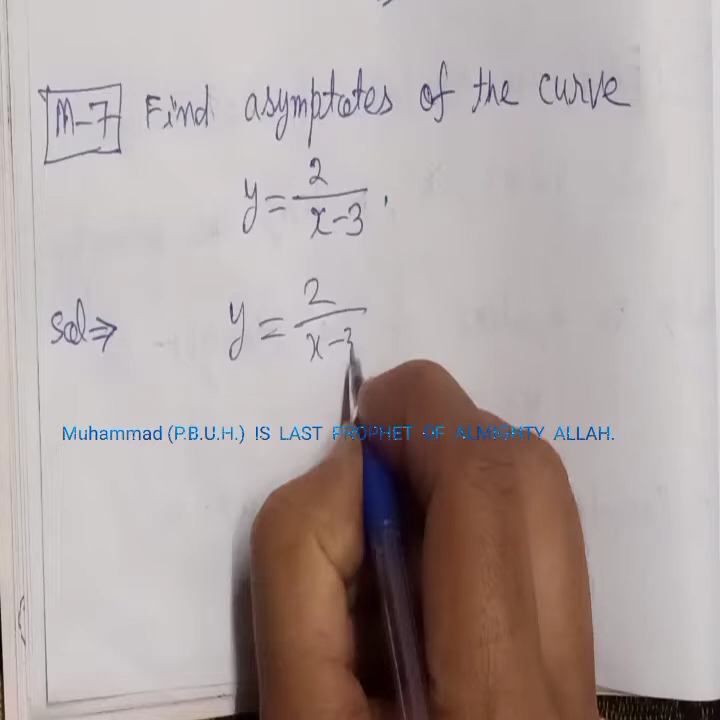 M-7 Find asymptotes of the curve
y = 2/(x-3).
Sol⇒ y = 2/(x-3
Muhammad (P.B.U.H.) IS LAST PROPHET OF ALMIGHTY ALLAH.